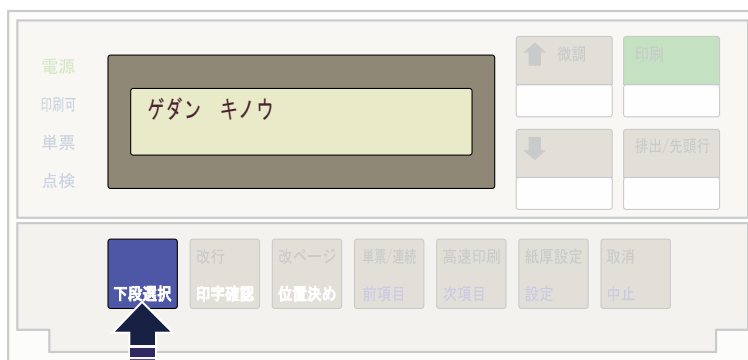 電源
印刷可
単票
点検
ゲダン キノウ
微調
印刷
排出/先頭行
改行
改ページ
単票/連続
高速印刷
紙厚設定
取消
下段選択
印字確認
位置決め
前項目
次項目
設定
中止